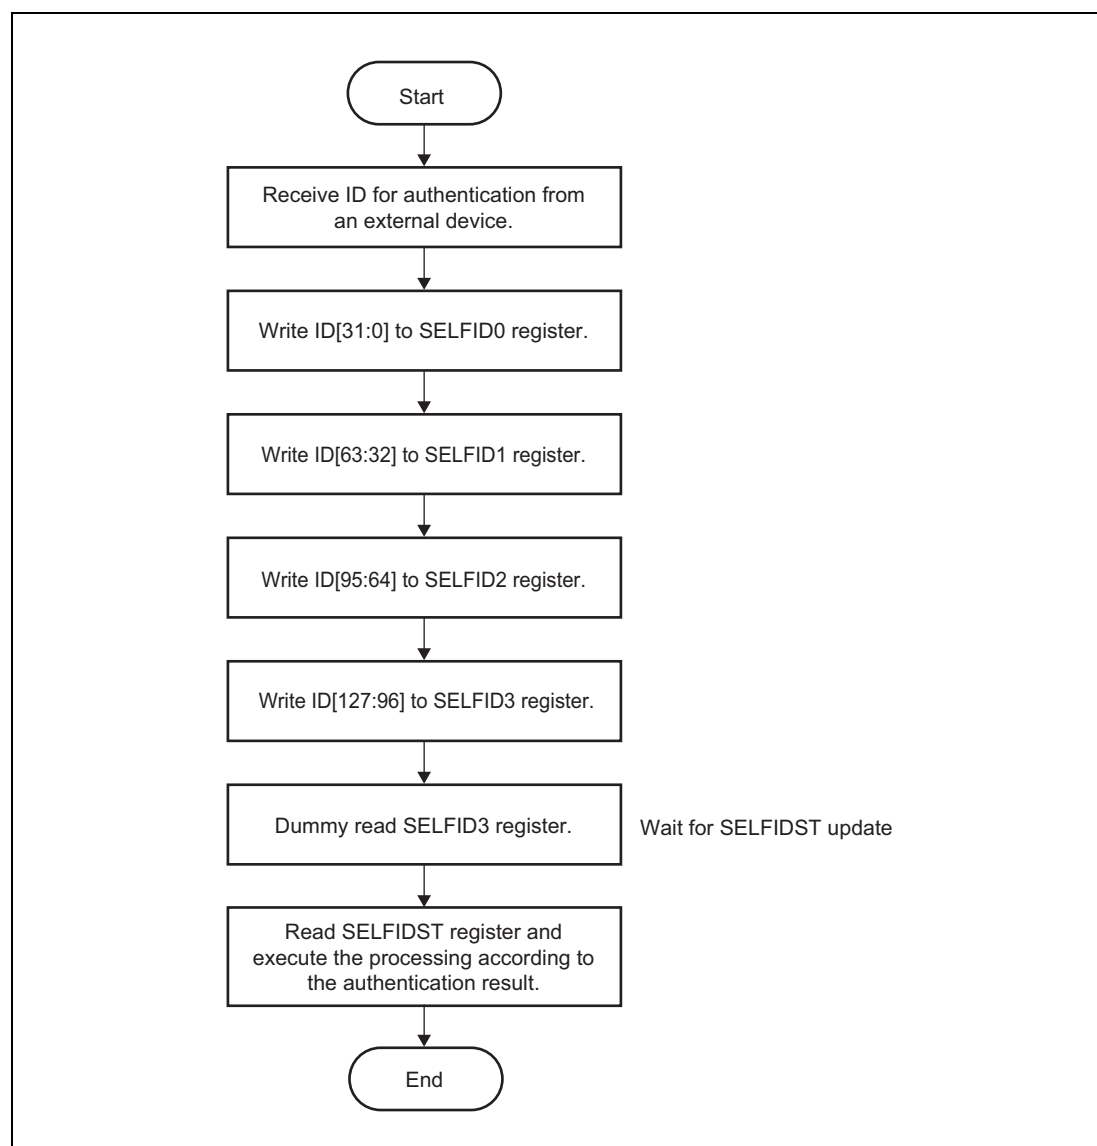 Start
Receive ID for authentication from
an external device.
Write ID[31:0] to SELFID0 register.
Write ID[63:32] to SELFID1 register.
Write ID[95:64] to SELFID2 register.
Write ID[127:96] to SELFID3 register.
Dummy read SELFID3 register.
Wait for SELFIDST update
Read SELFIDST register and
execute the processing according to
the authentication result.
End